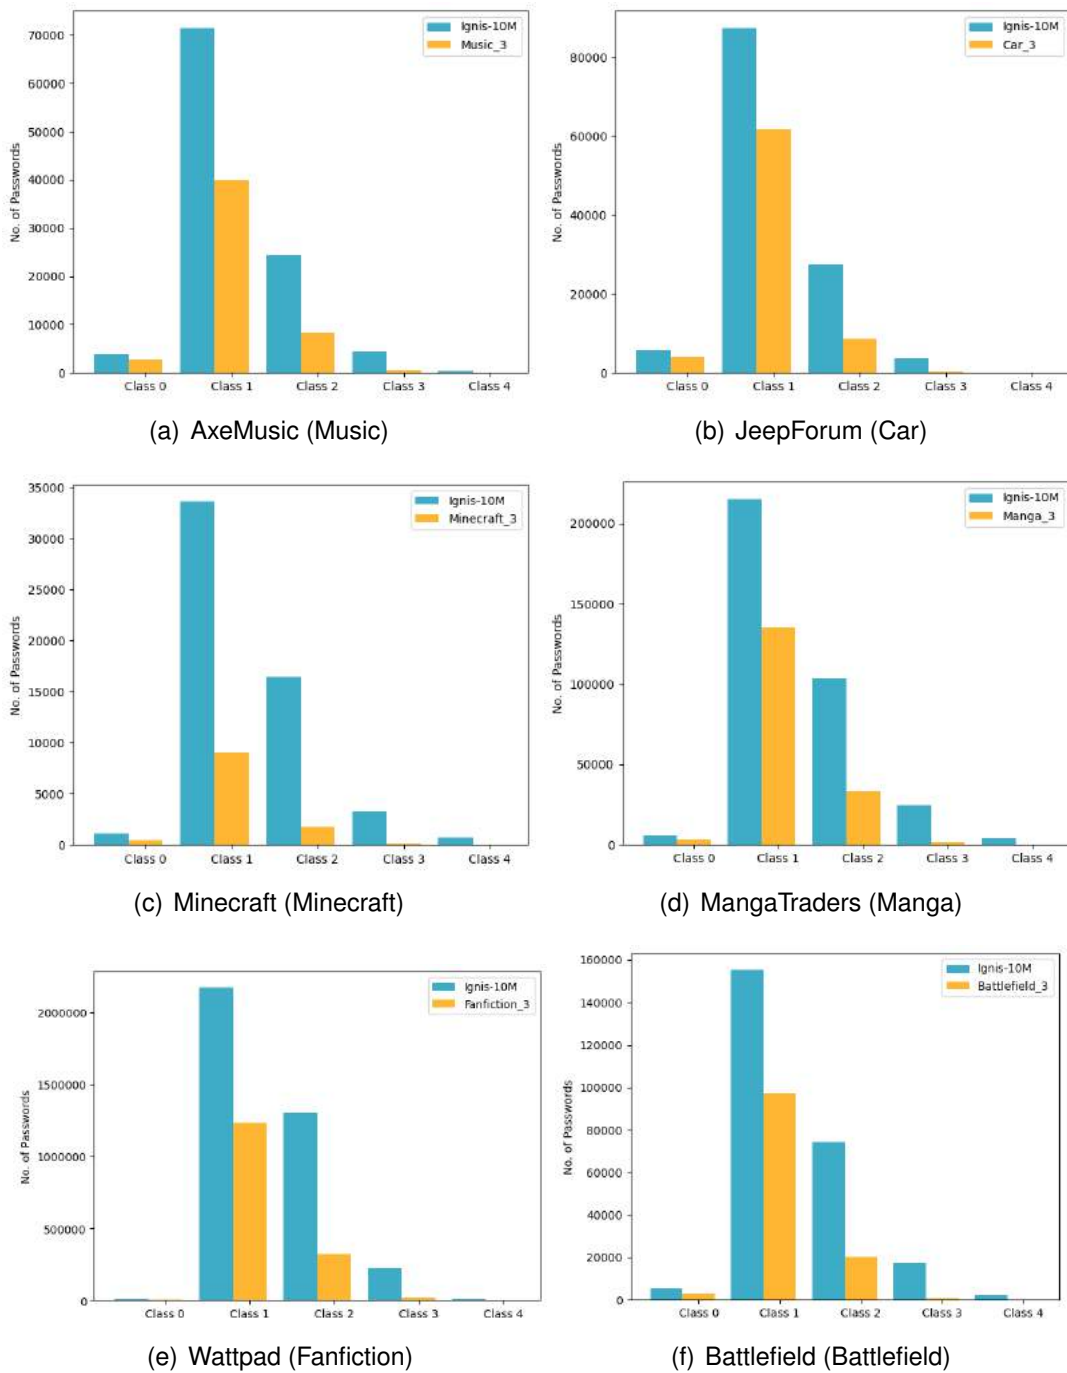 70000
60000
50000
40000
30000
20000
10000
0
No. of Passwords
Ignis-10M
Music_3
Class 0 Class 1 Class 2 Class 3 Class 4
(a) AxeMusic (Music)
80000
60000
40000
20000
0
No. of Passwords
Ignis-10M
Car_3
Class 0 Class 1 Class 2 Class 3 Class 4
(b) JeepForum (Car)
35000
30000
25000
20000
15000
10000
5000
0
No. of Passwords
Ignis-10M
Minecraft_3
Class 0 Class 1 Class 2 Class 3 Class 4
(c) Minecraft (Minecraft)
200000
150000
100000
50000
0
No. of Passwords
Ignis-10M
Manga_3
Class 0 Class 1 Class 2 Class 3 Class 4
(d) MangaTraders (Manga)
2000000
1500000
1000000
500000
0
No. of Passwords
Ignis-10M
Fanfiction_3
Class 0 Class 1 Class 2 Class 3 Class 4
(e) Wattpad (Fanfiction)
160000
140000
120000
100000
80000
60000
40000
20000
0
No. of Passwords
Ignis-10M
Battlefield_3
Class 0 Class 1 Class 2 Class 3 Class 4
(f) Battlefield (Battlefield)